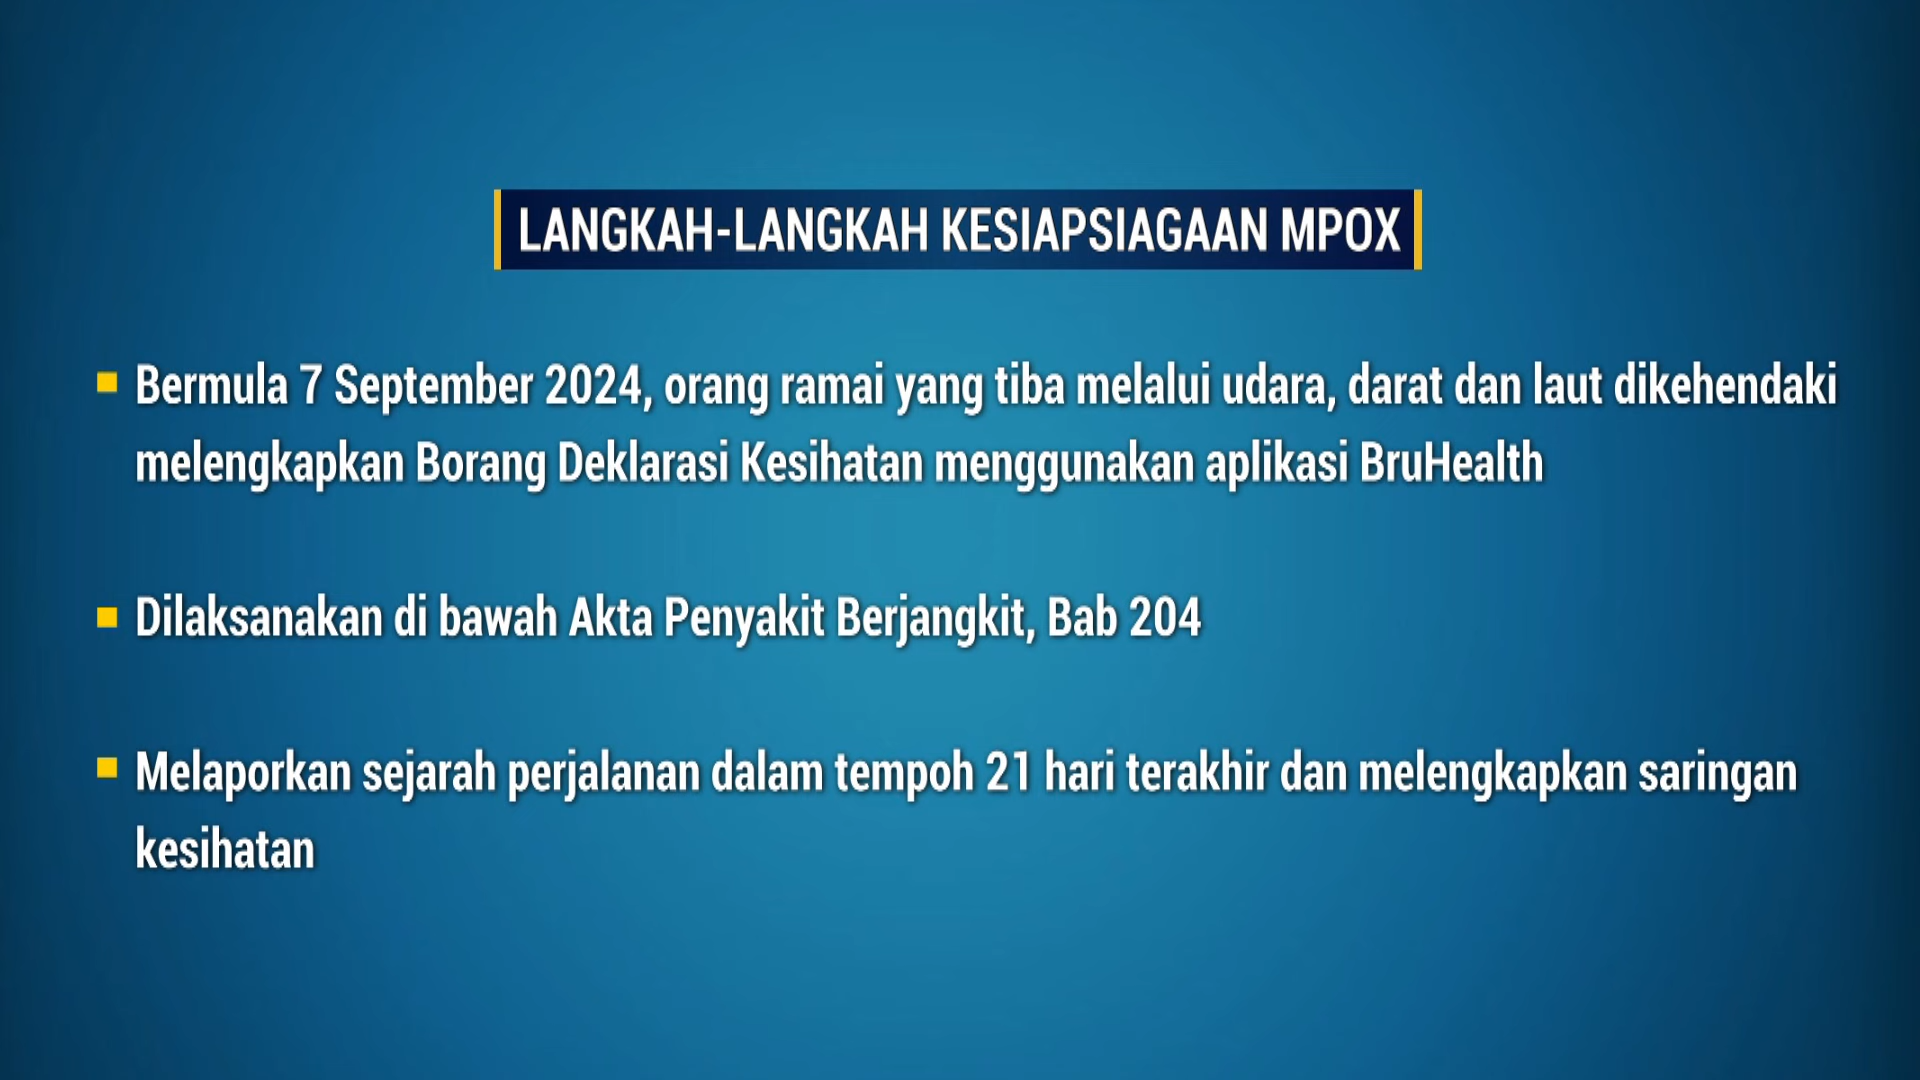 LANGKAH-LANGKAH KESIAPSIAGAAN MPOX
Bermula 7 September 2024, orang ramai yang tiba melalui udara, darat dan laut dikehendaki
melengkapkan Borang Deklarasi Kesihatan menggunakan aplikasi BruHealth
Dilaksanakan di bawah Akta Penyakit Berjangkit, Bab 204
Melaporkan sejarah perjalanan dalam tempoh 21 hari terakhir dan melengkapkan saringan
kesihatan